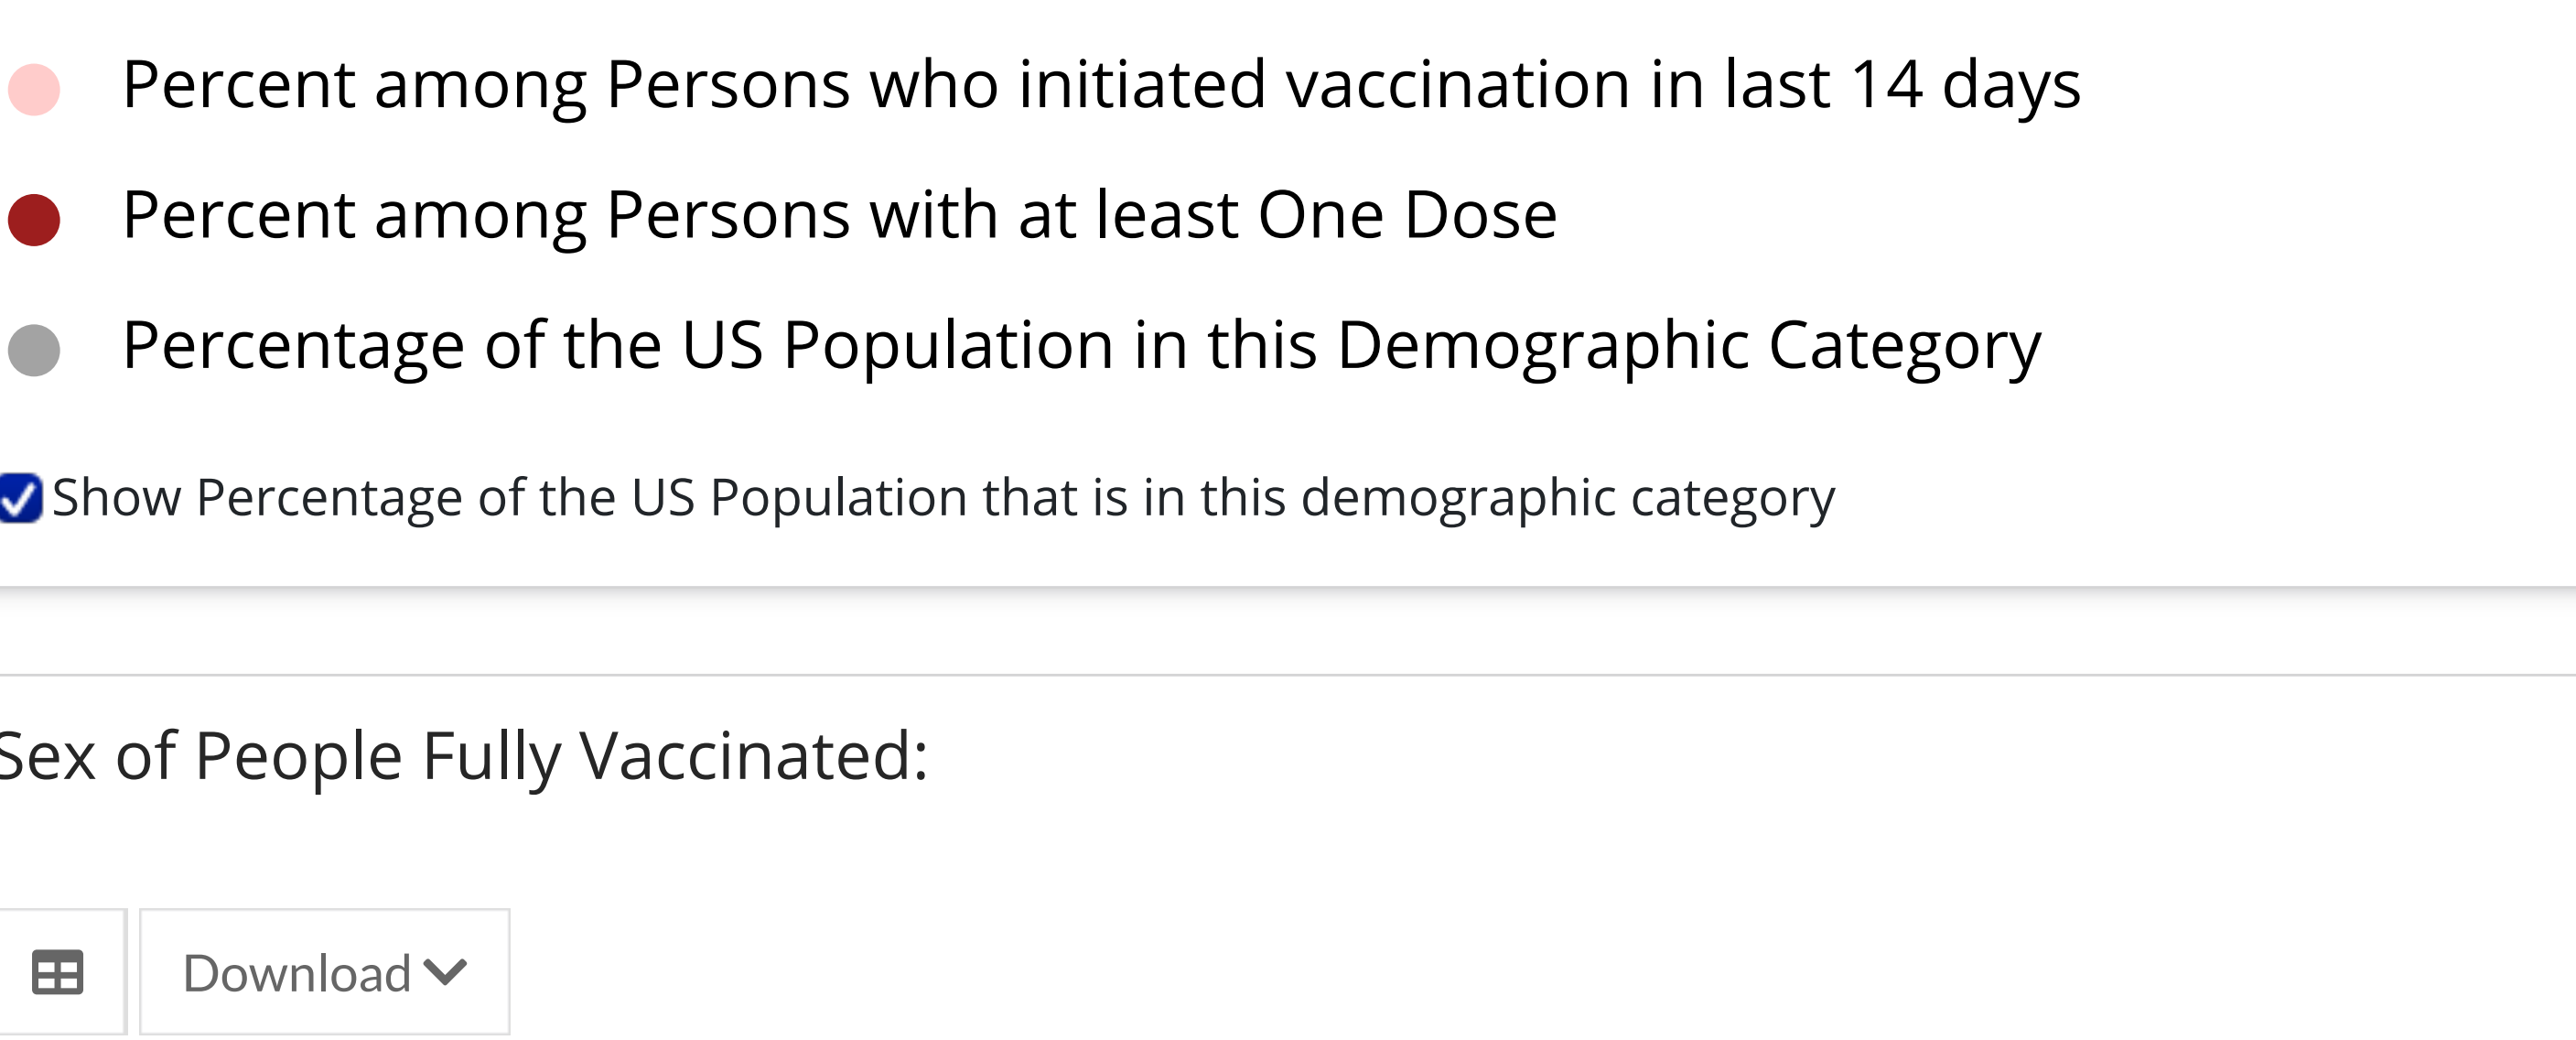 Percent among Persons who initiated vaccination in last 14 days
Percent among Persons with at least One Dose
Percentage of the US Population in this Demographic Category
Show Percentage of the US Population that is in this demographic category
Sex of People Fully Vaccinated:
Download